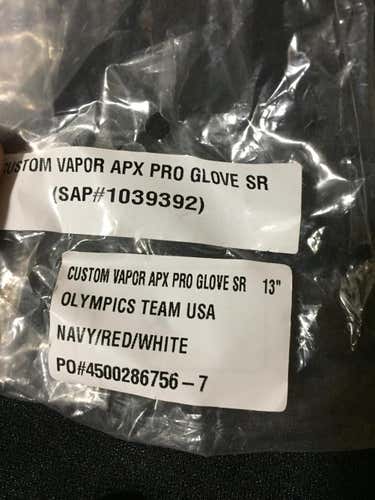 CUSTOM VAPOR APX PRO GLOVE SR
(SAP#1039392)
CUSTOM VAPOR APX PRO GLOVE SR 13"
OLYMPICS TEAM USA
NAVY/RED/WHITE
PO#4500286756-7